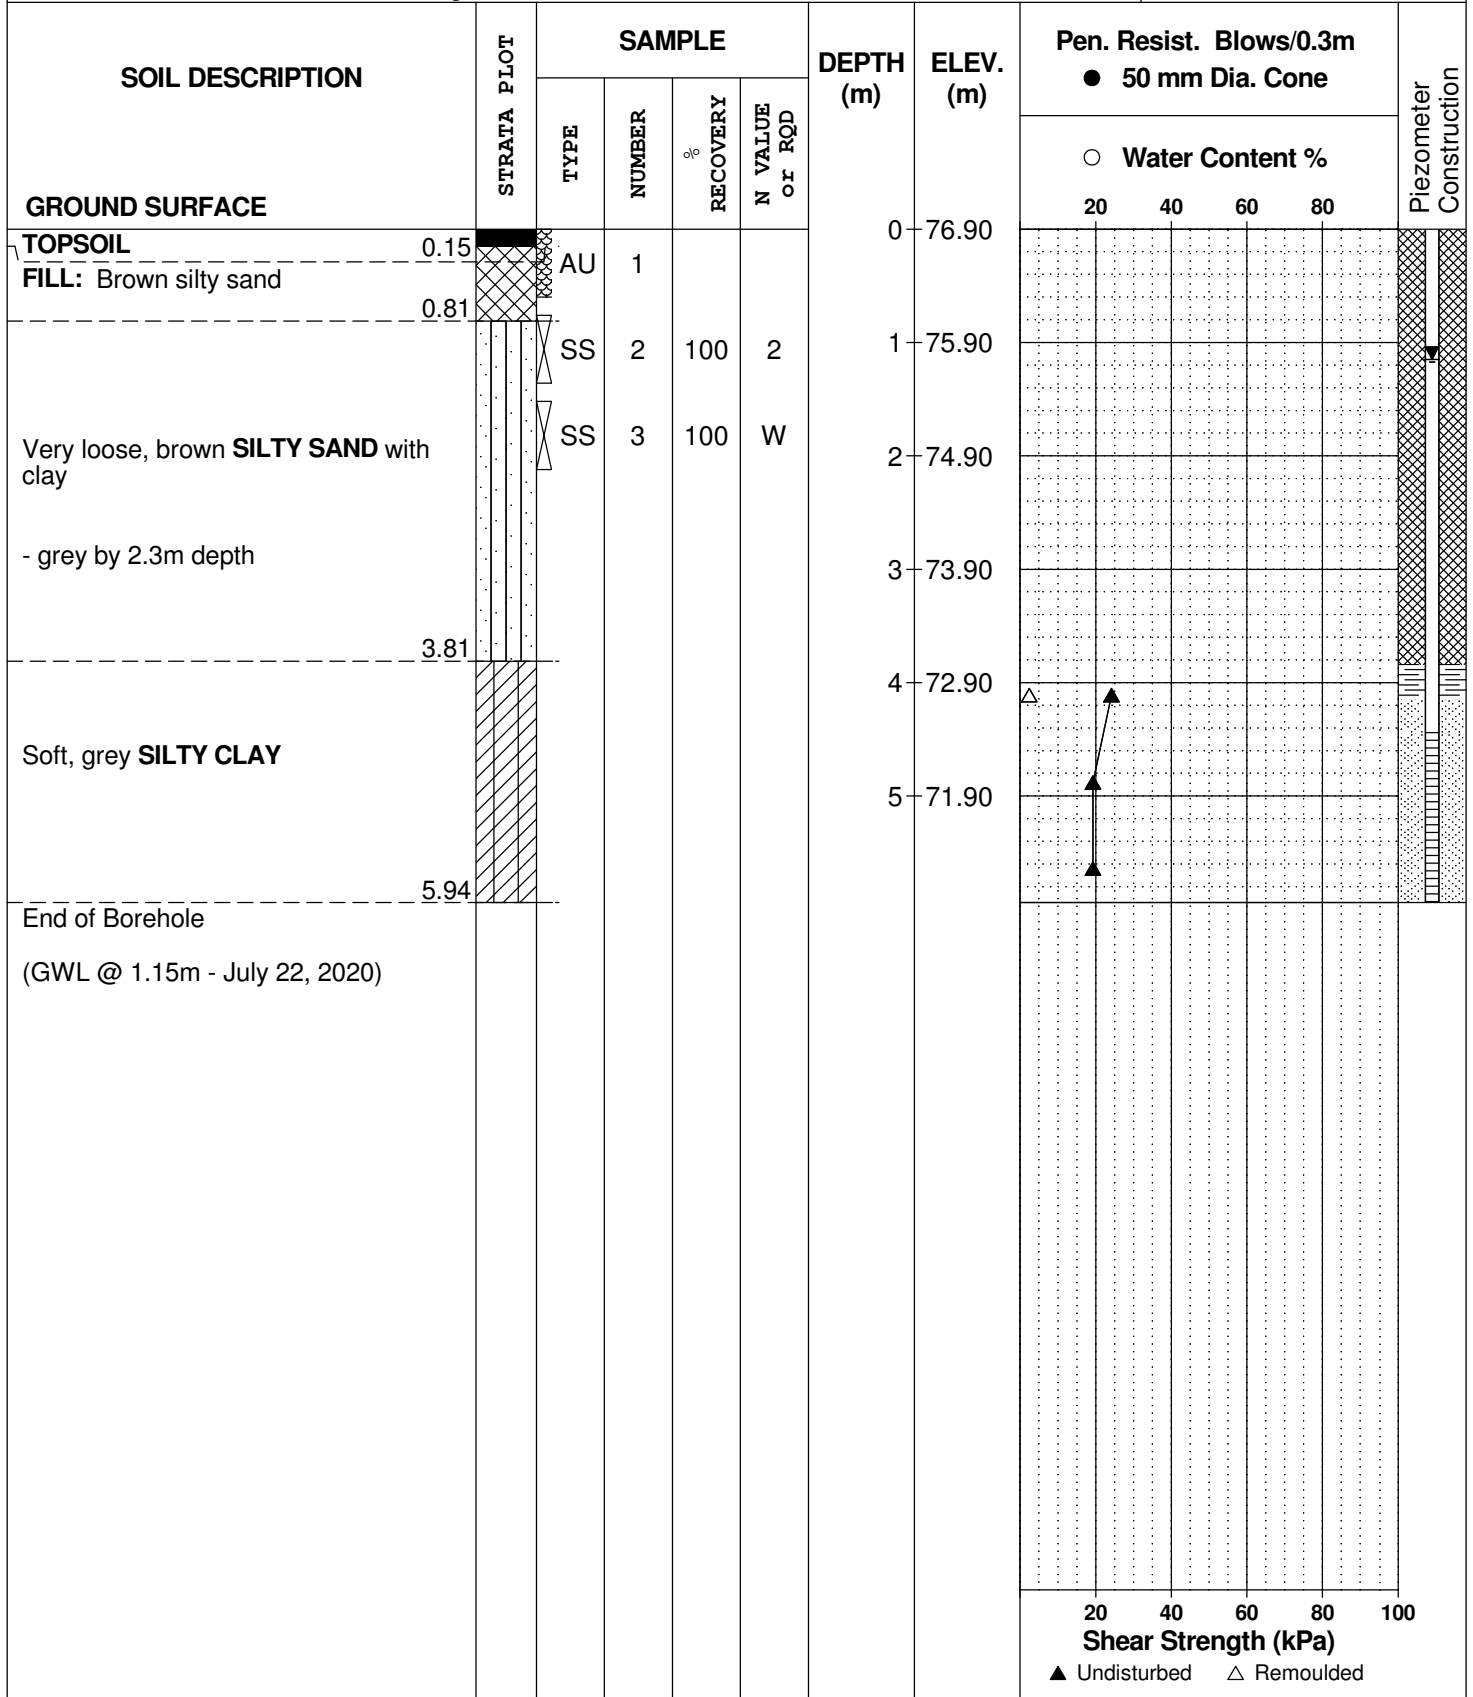 SOIL DESCRIPTION
GROUND SURFACE
STRATA PLOT
SAMPLE
TYPE
NUMBER
% RECOVERY
N VALUE
or RQD
DEPTH
(m)
ELEV.
(m)
Pen. Resist. Blows/0.3m
● 50 mm Dia. Cone
○ Water Content %
20 40 60 80
Piezometer
Construction
TOPSOIL 0.15
FILL: Brown silty sand
0.81
AU 1
SS 2 100 2
SS 3 100 W
0 76.90
1 75.90
2 74.90
3 73.90
4 72.90
5 71.90
Very loose, brown SILTY SAND with
clay
- grey by 2.3m depth
3.81
Soft, grey SILTY CLAY
5.94
End of Borehole
(GWL @ 1.15m - July 22, 2020)
20 40 60 80 100
Shear Strength (kPa)
▲ Undisturbed △ Remoulded